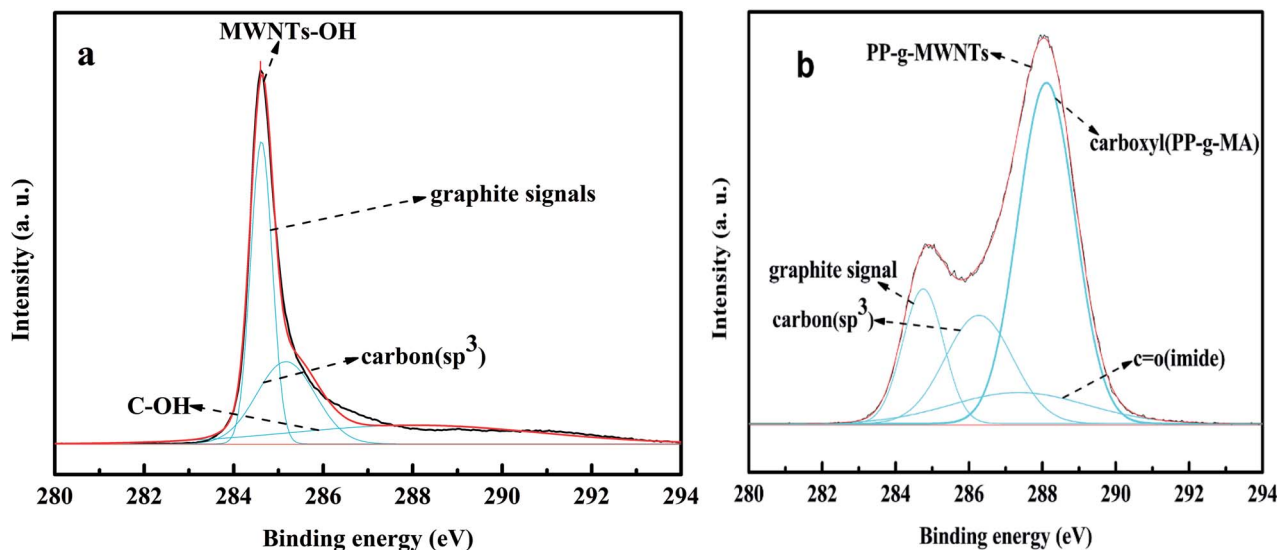 a
MWNTs-OH
graphite signals
carbon(sp³)
C-OH
Intensity (a. u.)
280 282 284 286 288 290 292 294
Binding energy (eV)
b
PP-g-MWNTs
carboxyl(PP-g-MA)
graphite signal
carbon(sp³)
c=o(imide)
Intensity (a. u.)
280 282 284 286 288 290 292 294
Binding energy (eV)